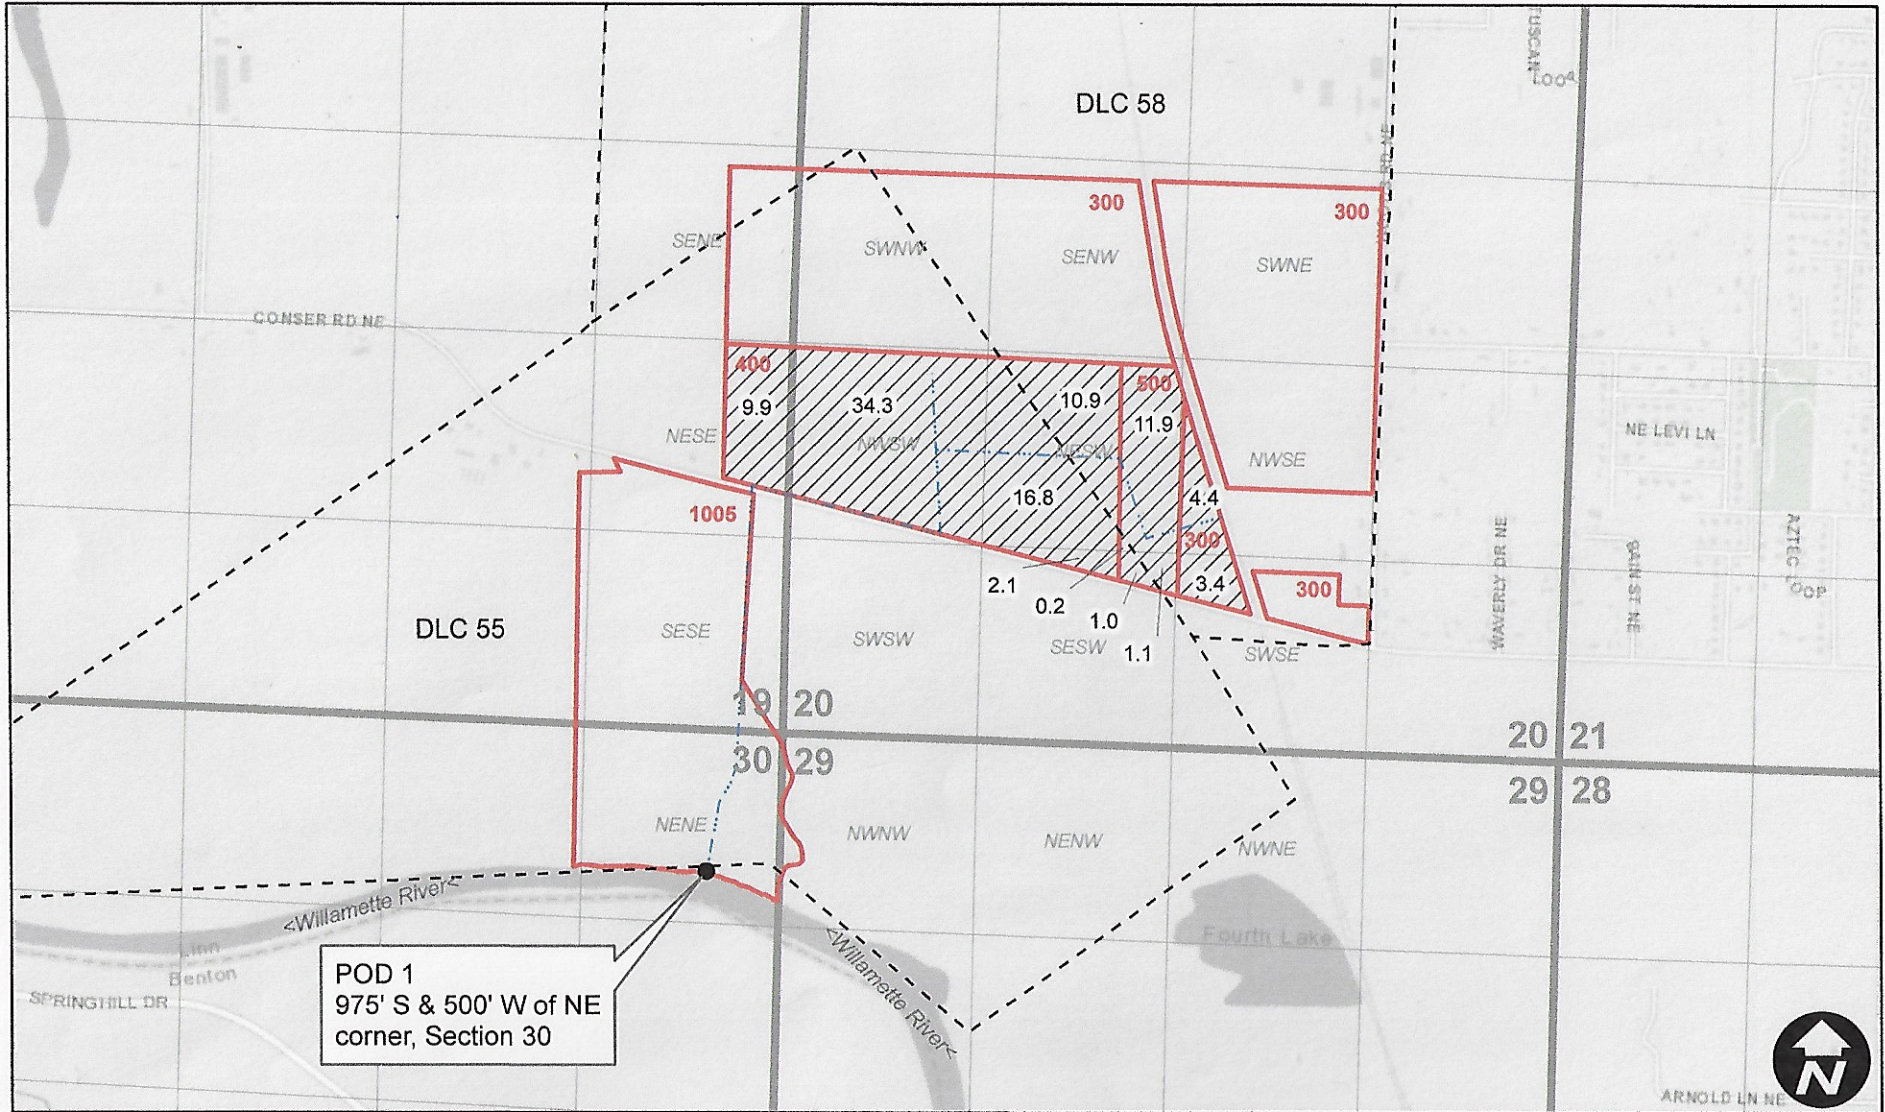 TUSCAN
LOOP
DLC 58
300
300
SENE
SWNW
SENW
SWNE
CONSER RD NE
400
500
9.9
34.3
10.9
11.9
NE LEVI LN
NESE
NWSW
NESW
NWSE
16.8
4.4
1005
300
AZTEC
WAVERLY DR NE
2.1
0.2
1.0
1.1
3.4
300
DLC 55
SESE
SWSW
SESW
SWSE
19 20
30 29
20 21
29 28
NENE
NWNW
NENW
NWNE
<Willamette River<
<Willamette River<
Linn
Benton
Fourth Lake
SPRINGHILL DR
POD 1
975' S & 500' W of NE
corner, Section 30
ARNOLD LN NE
N